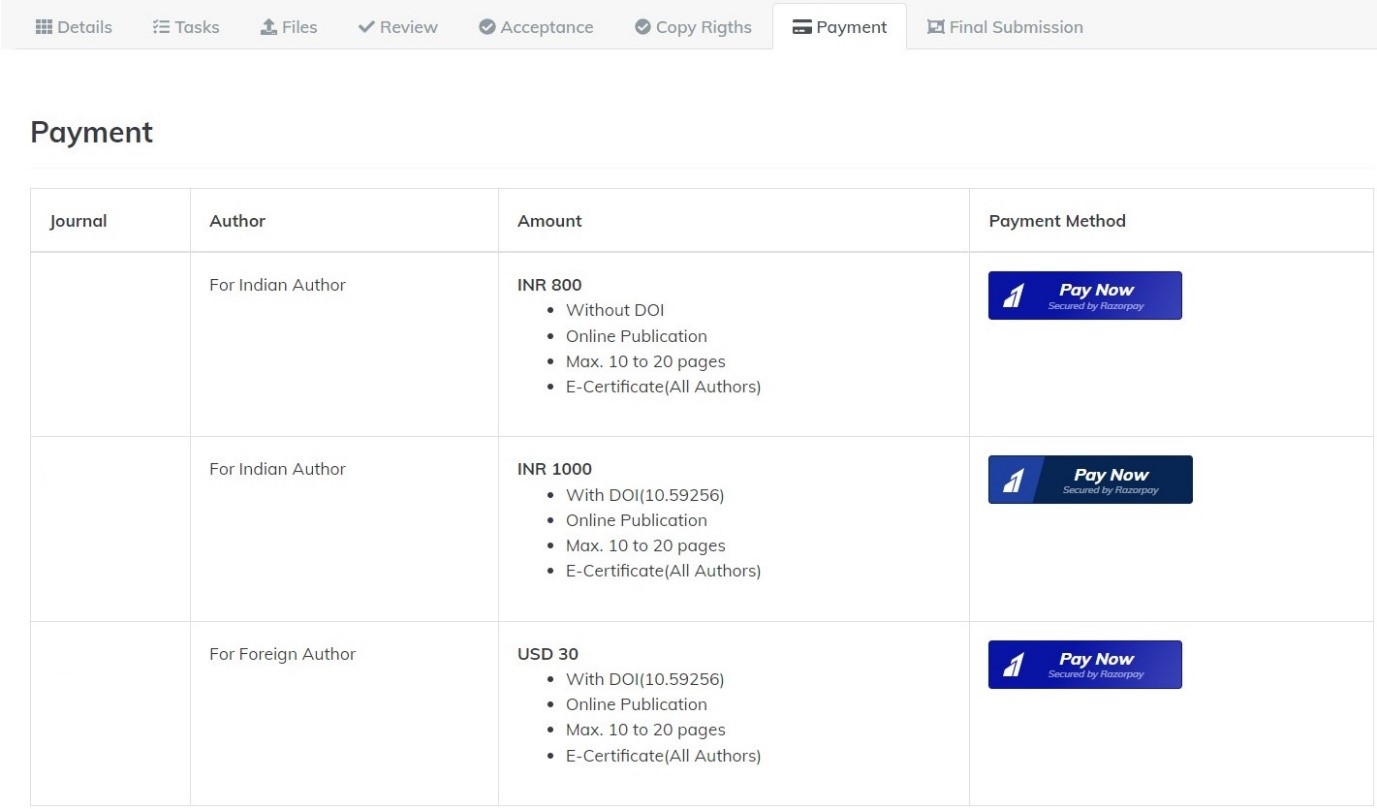 Details Tasks Files Review Acceptance Copy Rigths Payment Final Submission
Payment
Journal Author Amount Payment Method
For Indian Author INR 800 Pay Now
Secured by Razorpay
Without DOI
Online Publication
Max. 10 to 20 pages
E-Certificate(All Authors)
For Indian Author INR 1000 Pay Now
Secured by Razorpay
With DOI(10.59256)
Online Publication
Max. 10 to 20 pages
E-Certificate(All Authors)
For Foreign Author USD 30 Pay Now
Secured by Razorpay
With DOI(10.59256)
Online Publication
Max. 10 to 20 pages
E-Certificate(All Authors)